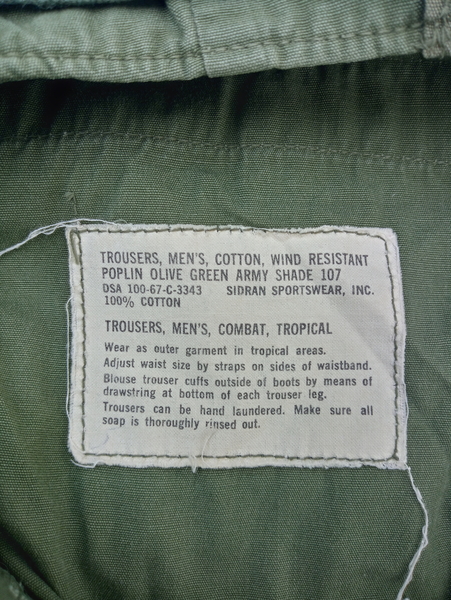 TROUSERS, MEN'S, COTTON, WIND RESISTANT
POPLIN OLIVE GREEN ARMY SHADE 107
DSA 100-67-C-3343 SIDRAN SPORTSWEAR, INC.
100% COTTON
TROUSERS, MEN'S, COMBAT, TROPICAL
Wear as outer garment in tropical areas.
Adjust waist size by straps on sides of waistband.
Blouse trouser cuffs outside of boots by means of
drawstring at bottom of each trouser leg.
Trousers can be hand laundered. Make sure all
soap is thoroughly rinsed out.